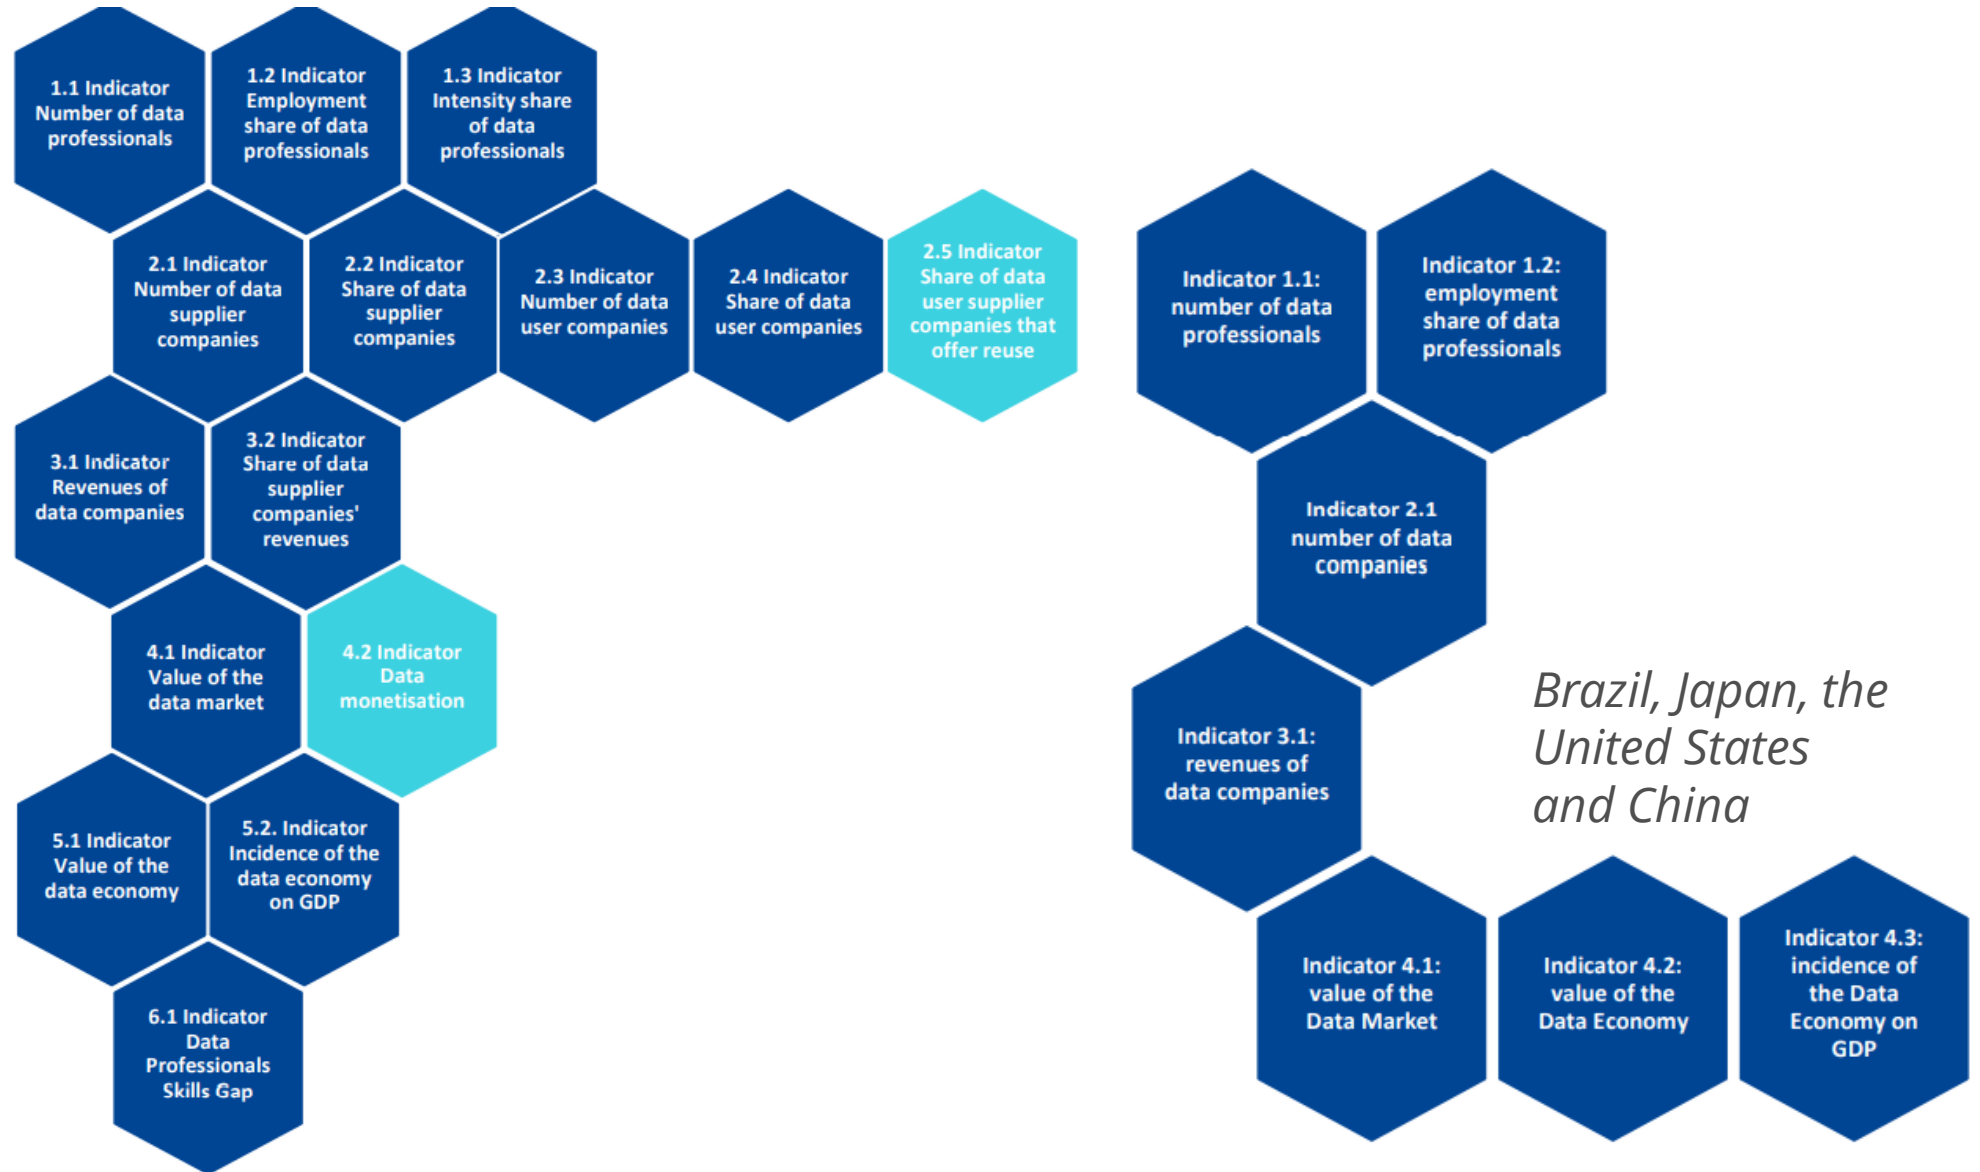 1.1 Indicator
Number of data
professionals
1.2 Indicator
Employment
share of data
professionals
1.3 Indicator
Intensity share
of data
professionals
2.1 Indicator
Number of data
supplier
companies
2.2 Indicator
Share of data
supplier
companies
2.3 Indicator
Number of data
user companies
2.4 Indicator
Share of data
user companies
2.5 Indicator
Share of data
user supplier
companies that
offer reuse
3.1 Indicator
Revenues of
data companies
3.2 Indicator
Share of data
supplier
companies'
revenues
4.1 Indicator
Value of the
data market
4.2 Indicator
Data
monetisation
5.1 Indicator
Value of the
data economy
5.2. Indicator
Incidence of the
data economy
on GDP
6.1 Indicator
Data
Professionals
Skills Gap
Indicator 1.1:
number of data
professionals
Indicator 1.2:
employment
share of data
professionals
Indicator 2.1
number of data
companies
Indicator 3.1:
revenues of
data companies
Brazil, Japan, the
United States
and China
Indicator 4.1:
value of the
Data Market
Indicator 4.2:
value of the
Data Economy
Indicator 4.3:
incidence of
the Data
Economy on
GDP